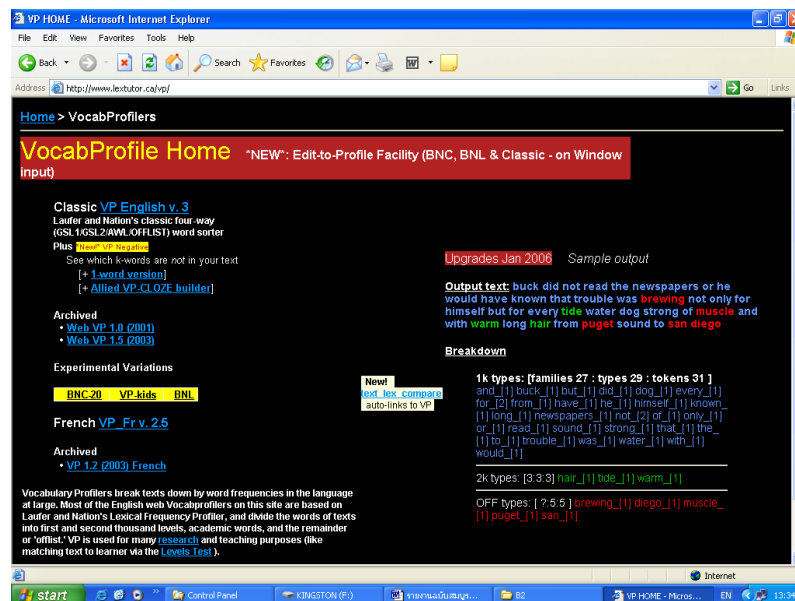 VP HOME - Microsoft Internet Explorer
File Edit View Favorites Tools Help
Back Search Favorites
Address http://www.lextutor.ca/vp/ Go Links
Home > VocabProfilers
VocabProfile Home *NEW*: Edit-to-Profile Facility (BNC, BNL & Classic - on Window
input)
Classic VP English v. 3
Laufer and Nation's classic four-way
(GSL1/GSL2/AWL/OFFLIST) word sorter
Plus *New!* VP Negative
See which k-words are not in your text
[+ 1-word version]
[+ Allied VP-CLOZE builder]
Archived
• Web VP 1.0 (2001)
• Web VP 1.5 (2003)
Experimental Variations
BNC-20 VP-kids BNL
French VP_Fr v. 2.5
Archived
• VP 1.2 (2003) French
Vocabulary Profilers break texts down by word frequencies in the language
at large. Most of the English web Vocabprofilers on this site are based on
Laufer and Nation's Lexical Frequency Profiler, and divide the words of texts
into first and second thousand levels, academic words, and the remainder
or 'offlist.' VP is used for many research and teaching purposes (like
matching text to learner via the Levels Test ).
New!
text_lex_compare
auto-links to VP
Upgrades Jan 2006 Sample output
Output text: buck did not read the newspapers or he
would have known that trouble was brewing not only for
himself but for every tide water dog strong of muscle and
with warm long hair from puget sound to san diego
Breakdown
1k types: [families 27 : types 29 : tokens 31 ]
and_[1] buck_[1] but_[1] did_[1] dog_[1] every_[1]
for_[2] from_[1] have_[1] he_[1] himself_[1] known_
[1] long_[1] newspapers_[1] not_[2] of_[1] only_[1]
or_[1] read_[1] sound_[1] strong_[1] that_[1] the_
[1] to_[1] trouble_[1] was_[1] water_[1] with_[1]
would_[1]
2k types: [3:3:3] hair_[1] tide_[1] warm_[1]
OFF types: [ ?:5:5 ] brewing_[1] diego_[1] muscle_
[1] puget_[1] san_[1]
Internet
start Control Panel KINGSTON (F:) รายงานฉบับสมบูร... B2 VP HOME - Micros... EN 13:34